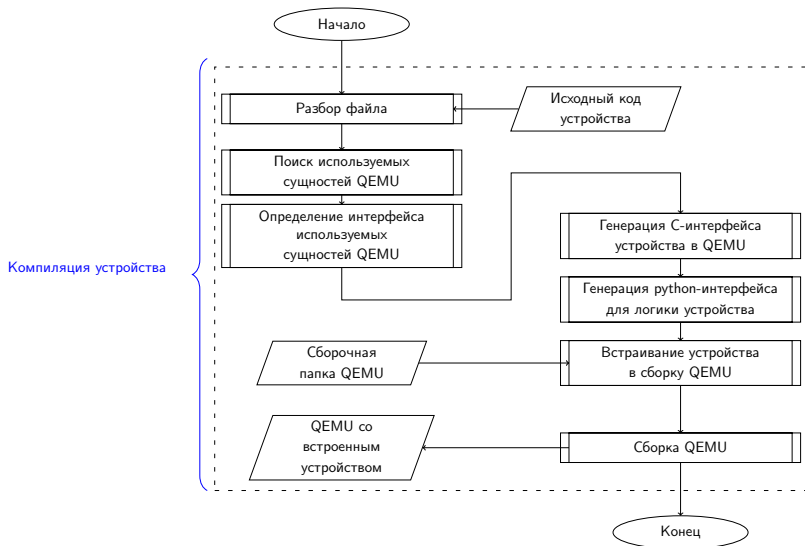 Начало
Разбор файла
Исходный код
устройства
Поиск используемых
сущностей QEMU
Определение интерфейса
используемых
сущностей QEMU
Компиляция устройства
Генерация C-интерфейса
устройства в QEMU
Генерация python-интерфейса
для логики устройства
Сборочная
папка QEMU
Встраивание устройства
в сборку QEMU
QEMU со
встроенным
устройством
Сборка QEMU
Конец